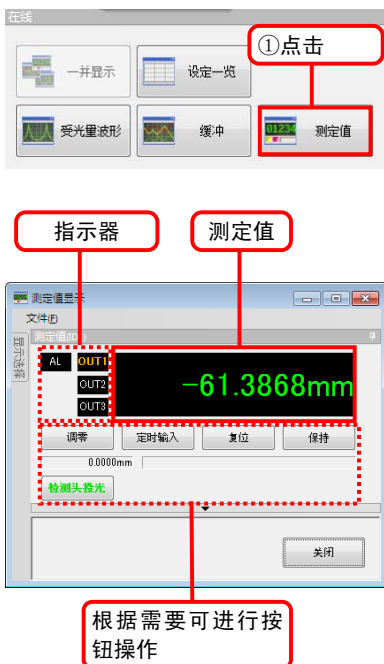 在线
①点击
一并显示
设定一览
受光量波形
缓冲
01234
测定值
指示器
测定值
测定值显示
文件(F)
显示选择
AL
OUT1
OUT2
OUT3
-61.3868mm
调零
定时输入
复位
保持
0.0000mm
检测头投光
关闭
根据需要可进行按
钮操作